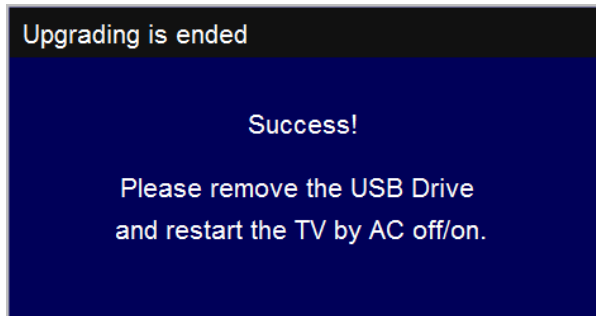 Upgrading is ended
Success!
Please remove the USB Drive
and restart the TV by AC off/on.